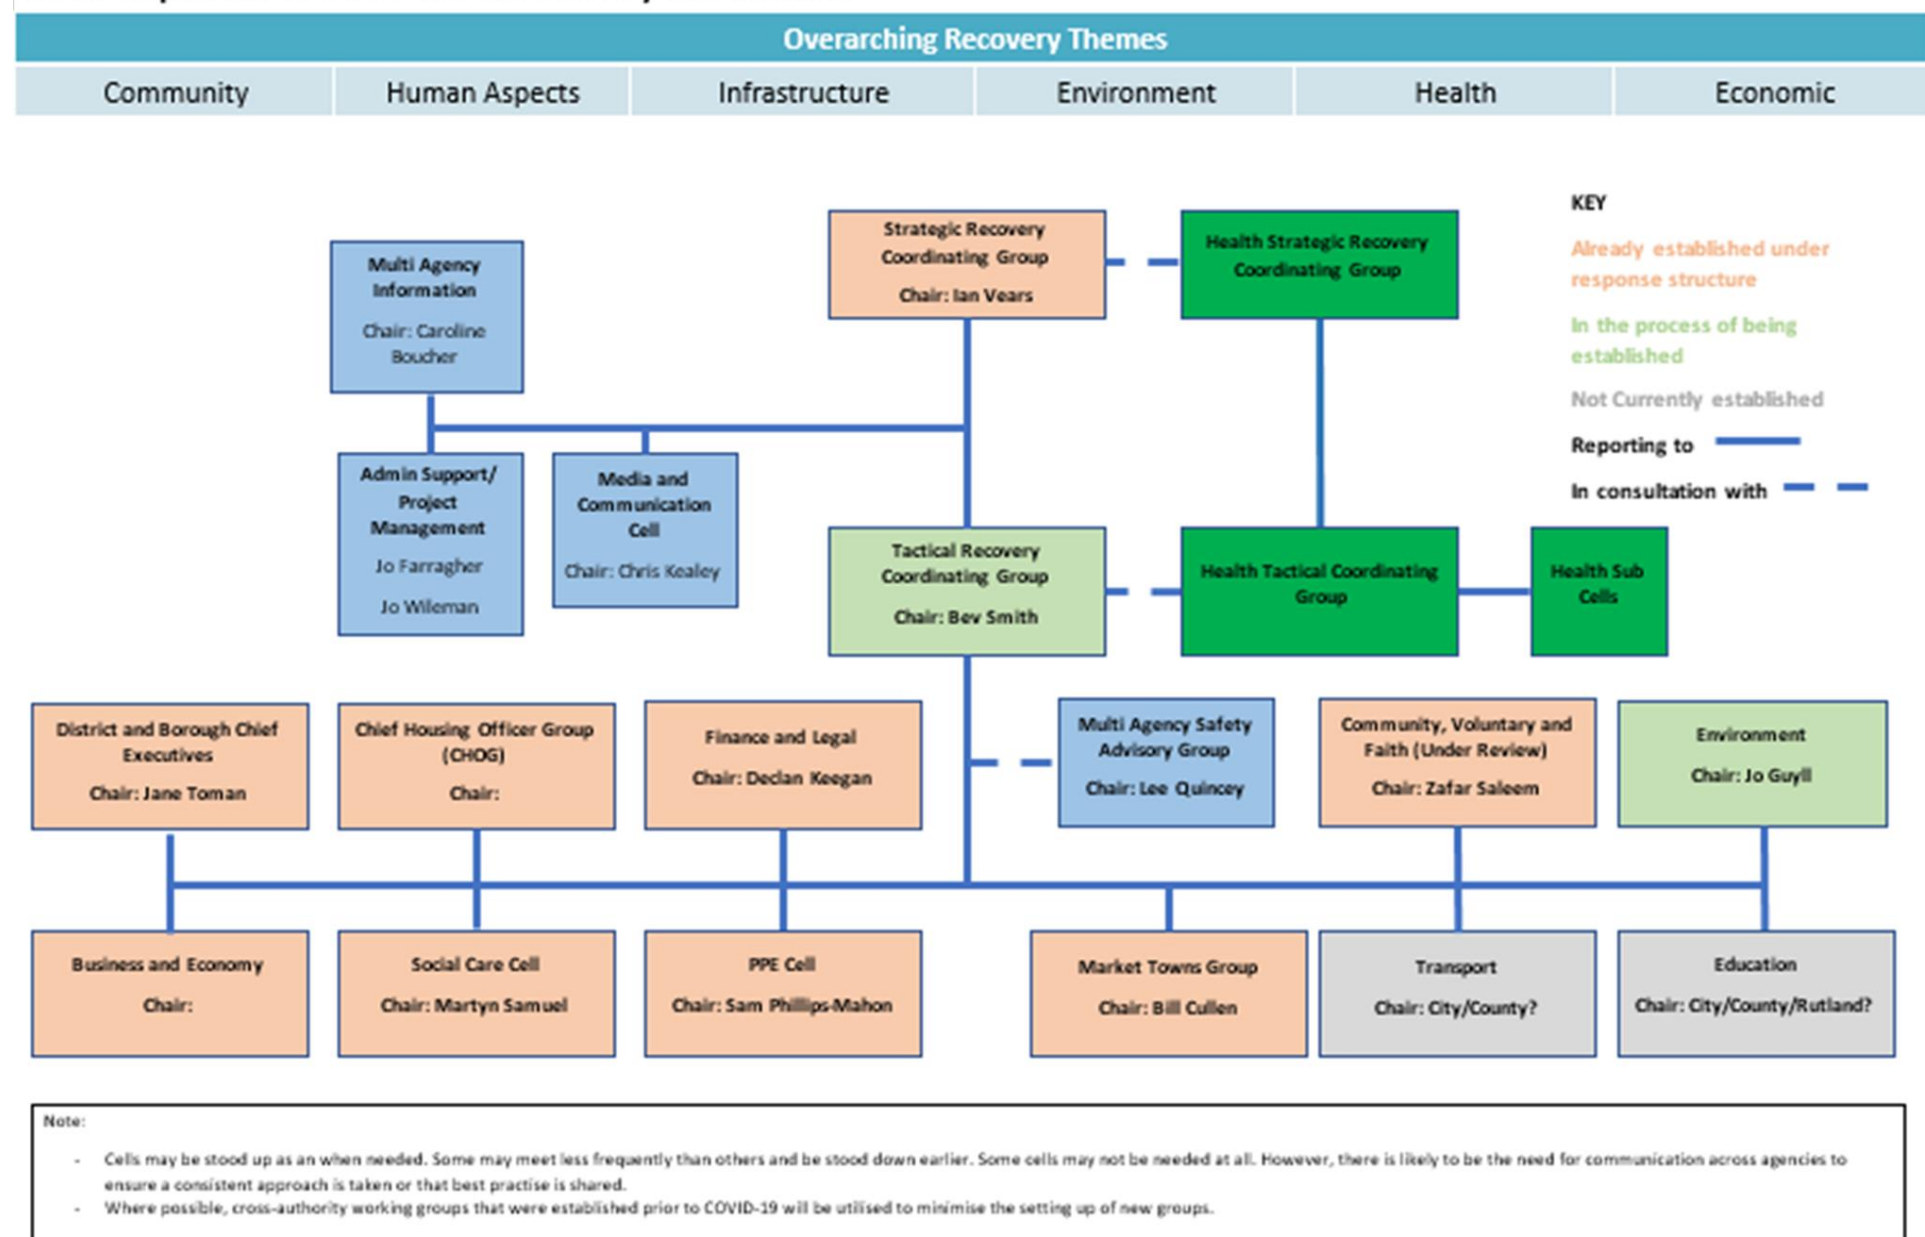 Overarching Recovery Themes
Community
Human Aspects
Infrastructure
Environment
Health
Economic
Strategic Recovery
Coordinating Group
Chair: Ian Vears
Health Strategic Recovery
Coordinating Group
KEY
Already established under
response structure
In the process of being
established
Not Currently established
Reporting to
In consultation with
Multi Agency
Information
Chair: Caroline
Boucher
Admin Support/
Project
Management
Jo Farragher
Jo Wileman
Media and
Communication
Cell
Chair: Chris Kealey
Tactical Recovery
Coordinating Group
Chair: Bev Smith
Health Tactical Coordinating
Group
Health Sub
Cells
District and Borough Chief
Executives
Chair: Jane Toman
Chief Housing Officer Group
(CHOG)
Chair:
Finance and Legal
Chair: Declan Keegan
Multi Agency Safety
Advisory Group
Chair: Lee Quincey
Community, Voluntary and
Faith (Under Review)
Chair: Zafar Saleem
Environment
Chair: Jo Guyll
Business and Economy
Chair:
Social Care Cell
Chair: Martyn Samuel
PPE Cell
Chair: Sam Phillips-Mahon
Market Towns Group
Chair: Bill Cullen
Transport
Chair: City/County?
Education
Chair: City/County/Rutland?
Note:
- Cells may be stood up as an when needed. Some may meet less frequently than others and be stood down earlier. Some cells may not be needed at all. However, there is likely to be the need for communication across agencies to
ensure a consistent approach is taken or that best practise is shared.
- Where possible, cross-authority working groups that were established prior to COVID-19 will be utilised to minimise the setting up of new groups.